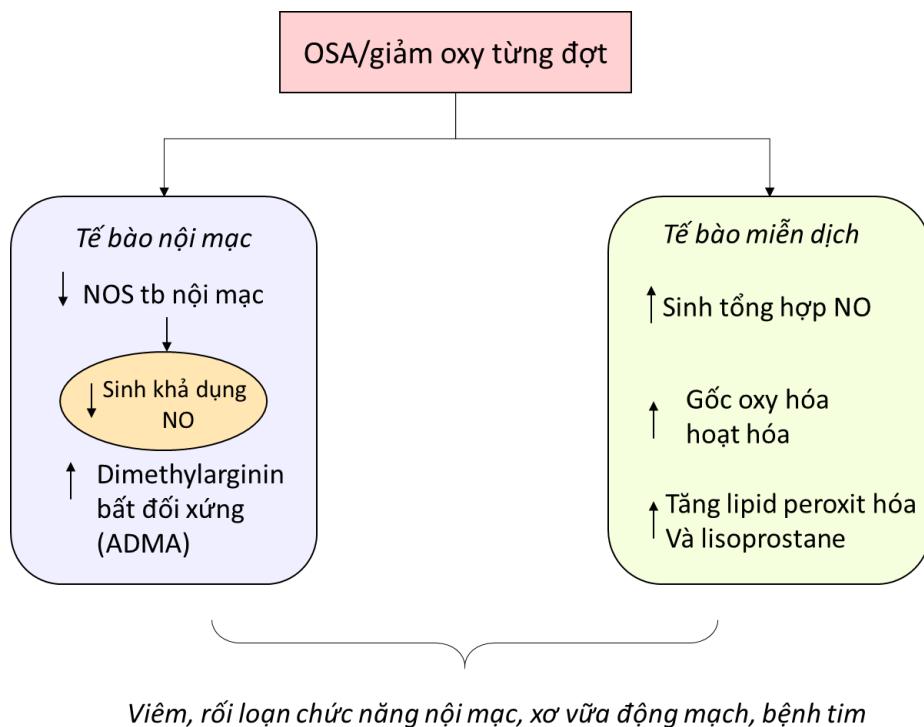 OSA/giảm oxy từng đợt
Tế bào nội mạc
NOS tb nội mạc
Sinh khả dụng
NO
Dimethylarginin
bất đối xứng
(ADMA)
Tế bào miễn dịch
Sinh tổng hợp NO
Gốc oxy hóa
hoạt hóa
Tăng lipid peroxit hóa
Và lisoprostane
Viêm, rối loạn chức năng nội mạc, xơ vữa động mạch, bệnh tim